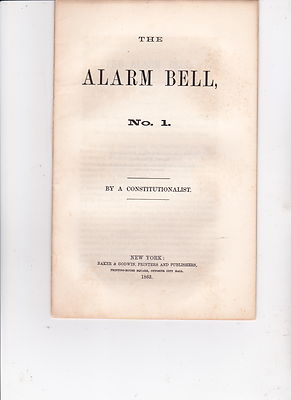 THE
ALARM BELL,
No. 1.
BY A CONSTITUTIONALIST.
NEW YORK:
BAKER & GODWIN, PRINTERS AND PUBLISHERS,
PRINTING-HOUSE SQUARE, OPPOSITE CITY HALL.
1863.